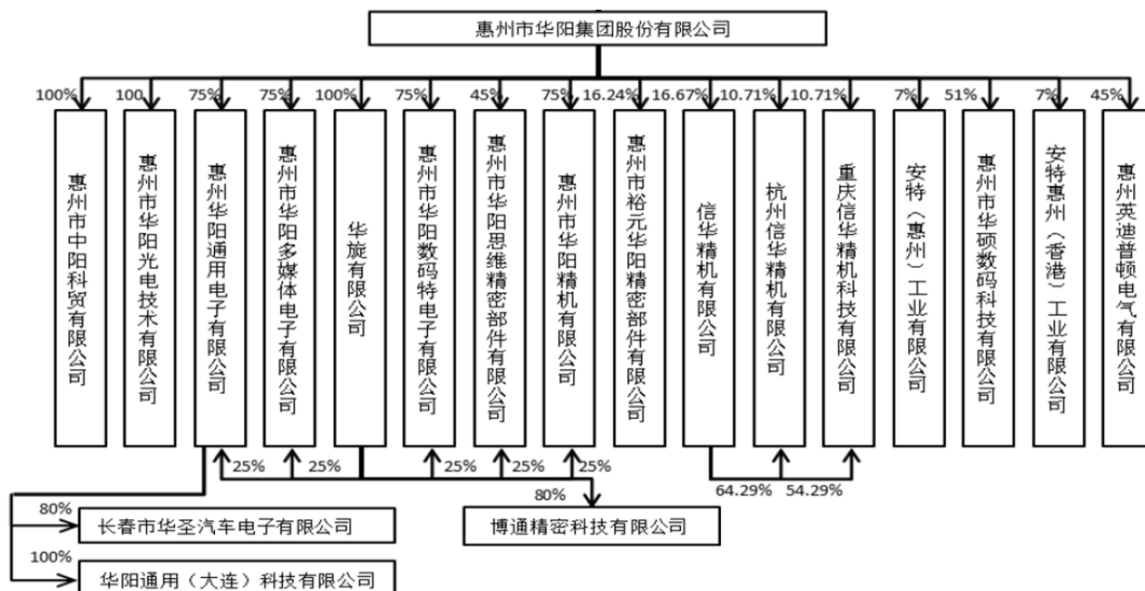 惠州市华阳集团股份有限公司
100%
100
75%
75%
100%
75%
45%
75%
16.24%
16.67%
10.71%
10.71%
7%
51%
7%
45%
惠州市中阳科贸有限公司
惠州市华阳光电技术有限公司
惠州华阳通用电子有限公司
惠州市华阳多媒体电子有限公司
华旋有限公司
惠州市华阳数码特电子有限公司
惠州市华阳思维精密部件有限公司
惠州市华阳精机有限公司
惠州市裕元华阳精密部件有限公司
信华精机有限公司
杭州信华精机有限公司
重庆信华精机科技有限公司
安特（惠州）工业有限公司
惠州市华硕数码科技有限公司
安特惠州（香港）工业有限公司
惠州英迪普顿电气有限公司
25%
25%
25%
25%
25%
64.29%
54.29%
80%
80%
长春市华圣汽车电子有限公司
博通精密科技有限公司
100%
华阳通用（大连）科技有限公司